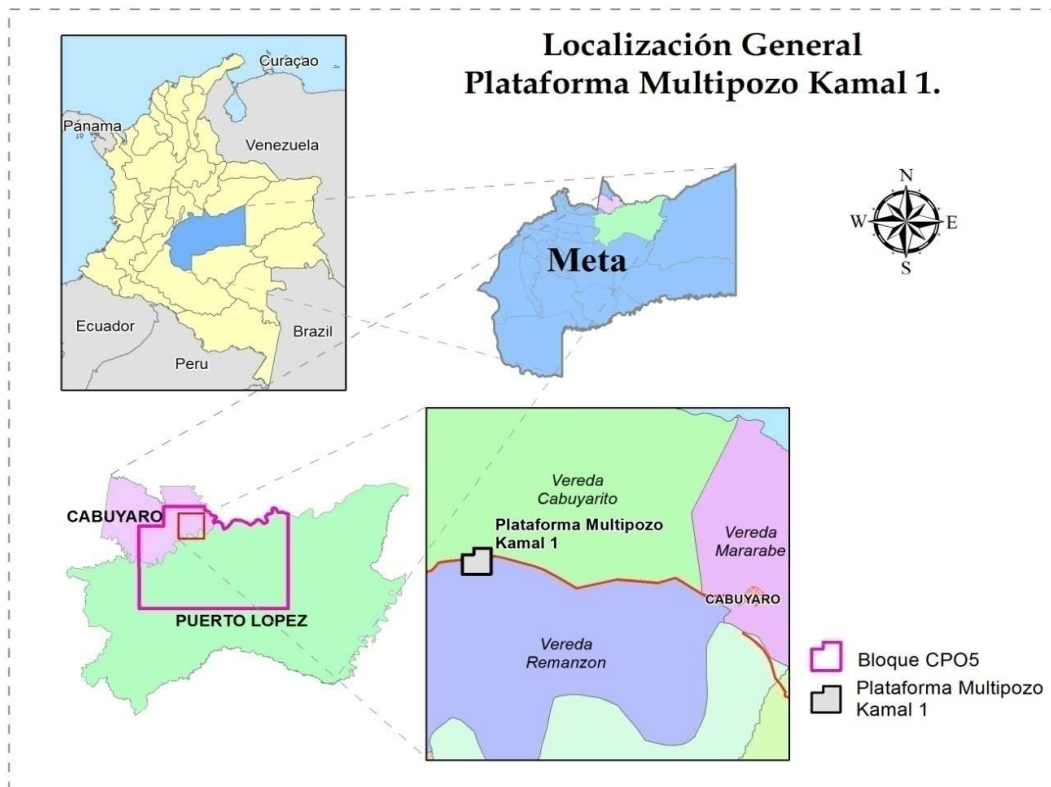 Localización General
Plataforma Multipozo Kamal 1.
Curaçao
Pánama
Venezuela
Ecuador
Brazil
Peru
Meta
N
W
E
S
CABUYARO
PUERTO LOPEZ
Vereda
Cabuyarito
Plataforma Multipozo
Kamal 1
Vereda
Mararabe
CABUYARO
Vereda
Remanzon
Bloque CPO5
Plataforma Multipozo
Kamal 1